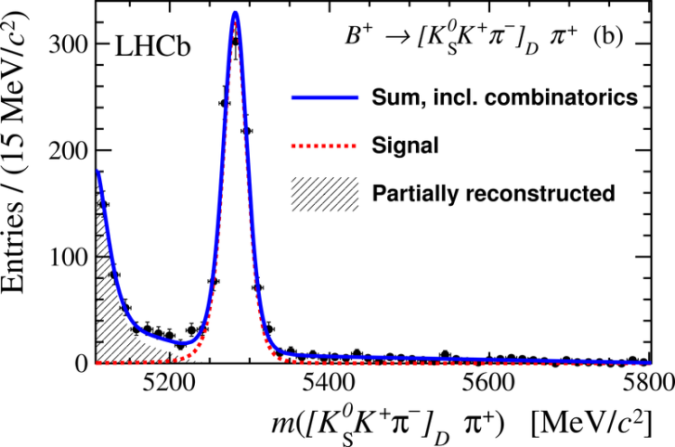 LHCb
B⁺ → [K⁰_S K⁺π⁻]_D π⁺ (b)
Sum, incl. combinatorics
Signal
Partially reconstructed
Entries / (15 MeV/c²)
300
200
100
0
5200 5400 5600 5800
m([K⁰_S K⁺π⁻]_D π⁺) [MeV/c²]